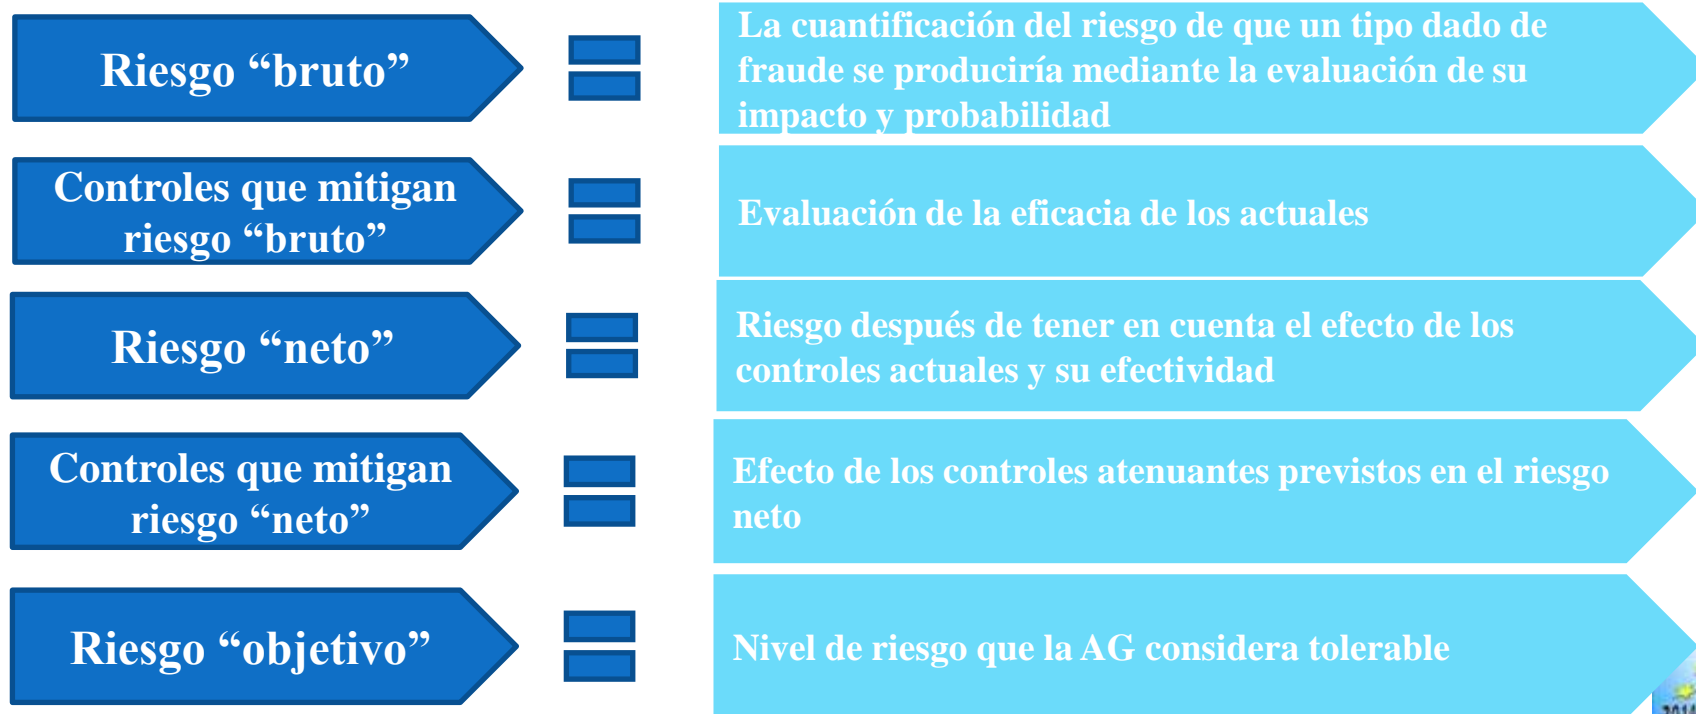 Riesgo “bruto”
La cuantificación del riesgo de que un tipo dado de
fraude se produciría mediante la evaluación de su
impacto y probabilidad
Controles que mitigan
riesgo “bruto”
Evaluación de la eficacia de los actuales
Riesgo “neto”
Riesgo después de tener en cuenta el efecto de los
controles actuales y su efectividad
Controles que mitigan
riesgo “neto”
Efecto de los controles atenuantes previstos en el riesgo
neto
Riesgo “objetivo”
Nivel de riesgo que la AG considera tolerable